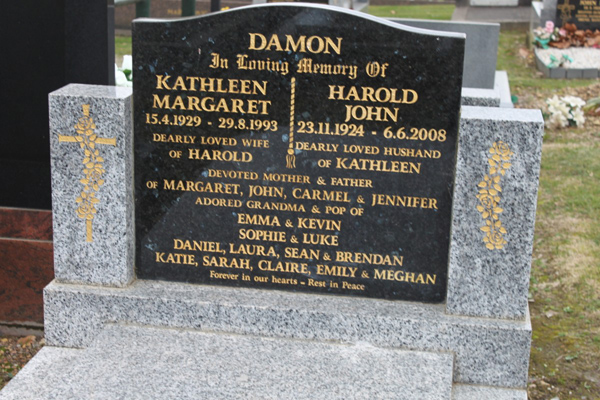 DAMON
In Loving Memory Of
KATHLEEN MARGARET
15.4.1929 - 29.8.1993
DEARLY LOVED WIFE
OF HAROLD
HAROLD JOHN
23.11.1924 - 6.6.2008
DEARLY LOVED HUSBAND
OF KATHLEEN
DEVOTED MOTHER & FATHER
OF MARGARET, JOHN, CARMEL & JENNIFER
ADORED GRANDMA & POP OF
EMMA & KEVIN
SOPHIE & LUKE
DANIEL, LAURA, SEAN & BRENDAN
KATIE, SARAH, CLAIRE, EMILY & MEGHAN
Forever in our hearts - Rest in Peace